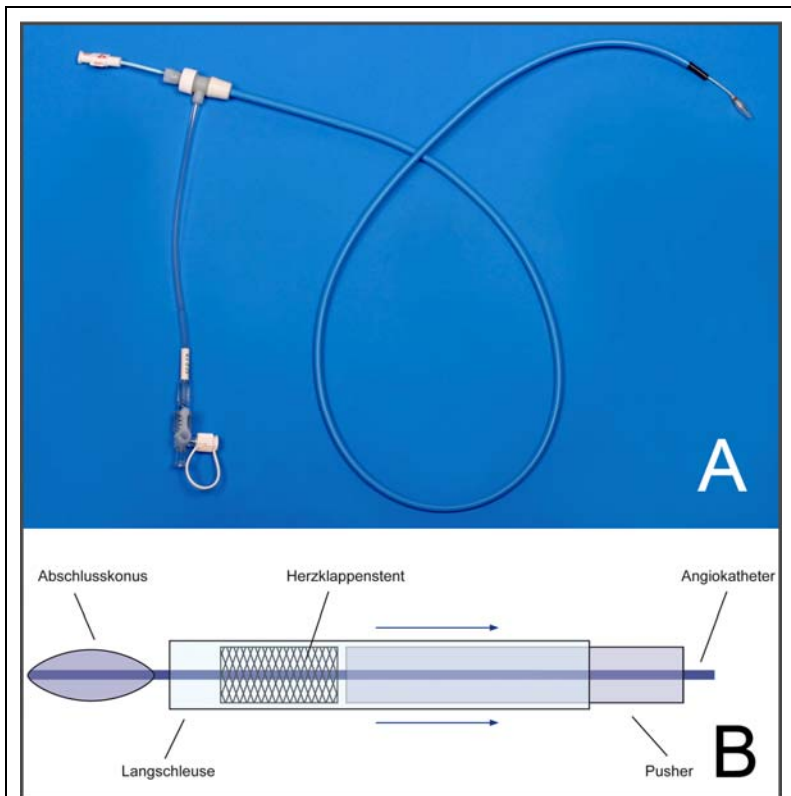 A
Abschlusskonus
Herzklappenstent
Angiokatheter
Langschleuse
Pusher
B